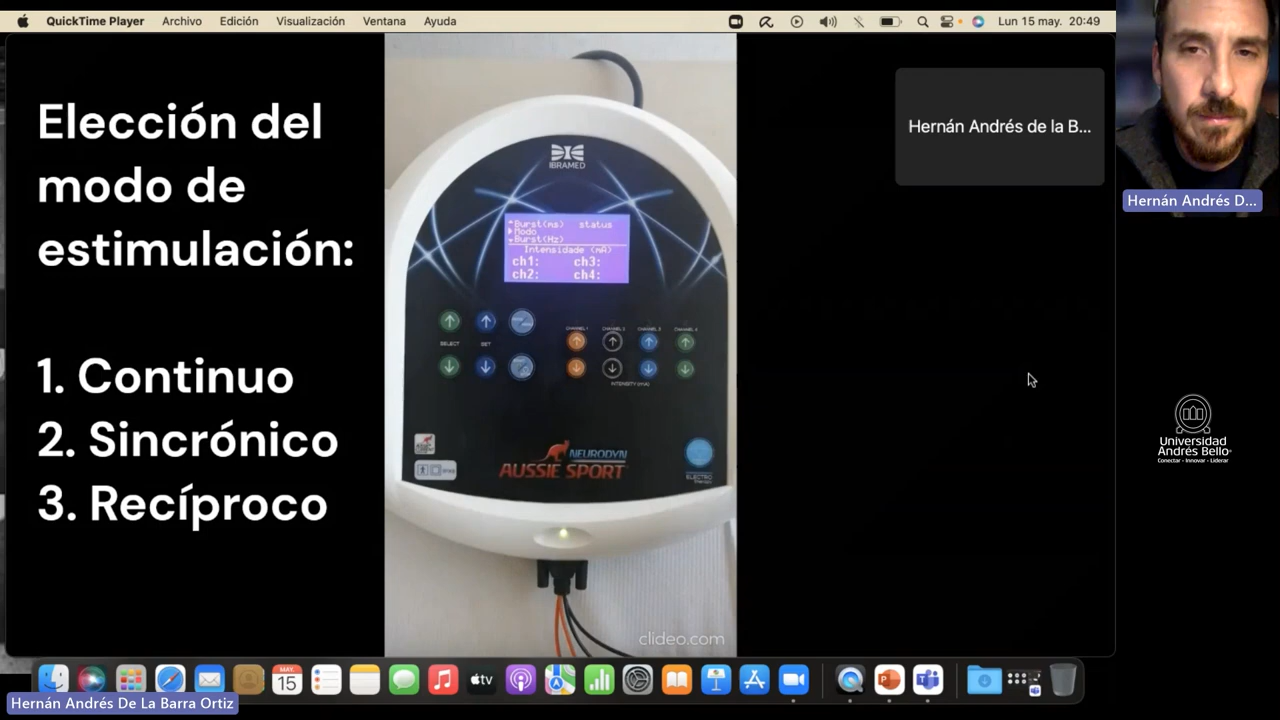 QuickTime Player Archivo Edición Visualización Ventana Ayuda
Lun 15 may. 20:49
Elección del
modo de
estimulación:
1. Continuo
2. Sincrónico
3. Recíproco
IBRAMED
Burst(ms) status
Modo
Burst(Hz)
Intensidade (mA)
ch1: ch3:
ch2: ch4:
CHANNEL 1 CHANNEL 2 CHANNEL 3 CHANNEL 4
SELECT SET
INTENSITY (mA)
NEURODYN
AUSSIE SPORT
ELECTRO
clideo.com
Hernán Andrés de la B...
Hernán Andrés D...
Universidad
Andrés Bello
Conectar - Innovar - Liderar
MAY.
15
tv
Hernán Andrés De La Barra Ortiz